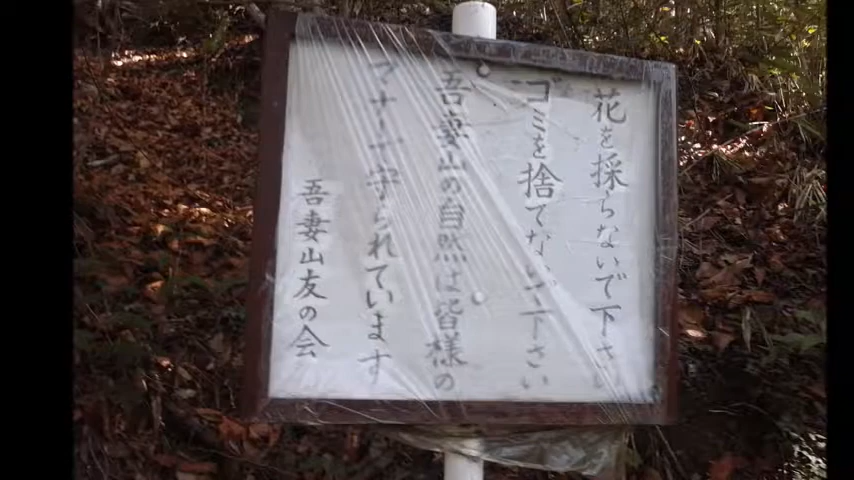 花を採らないで下さい
ゴミを捨てないで下さい
吾妻山の自然は皆様の
マナーで守られています
吾妻山友の会